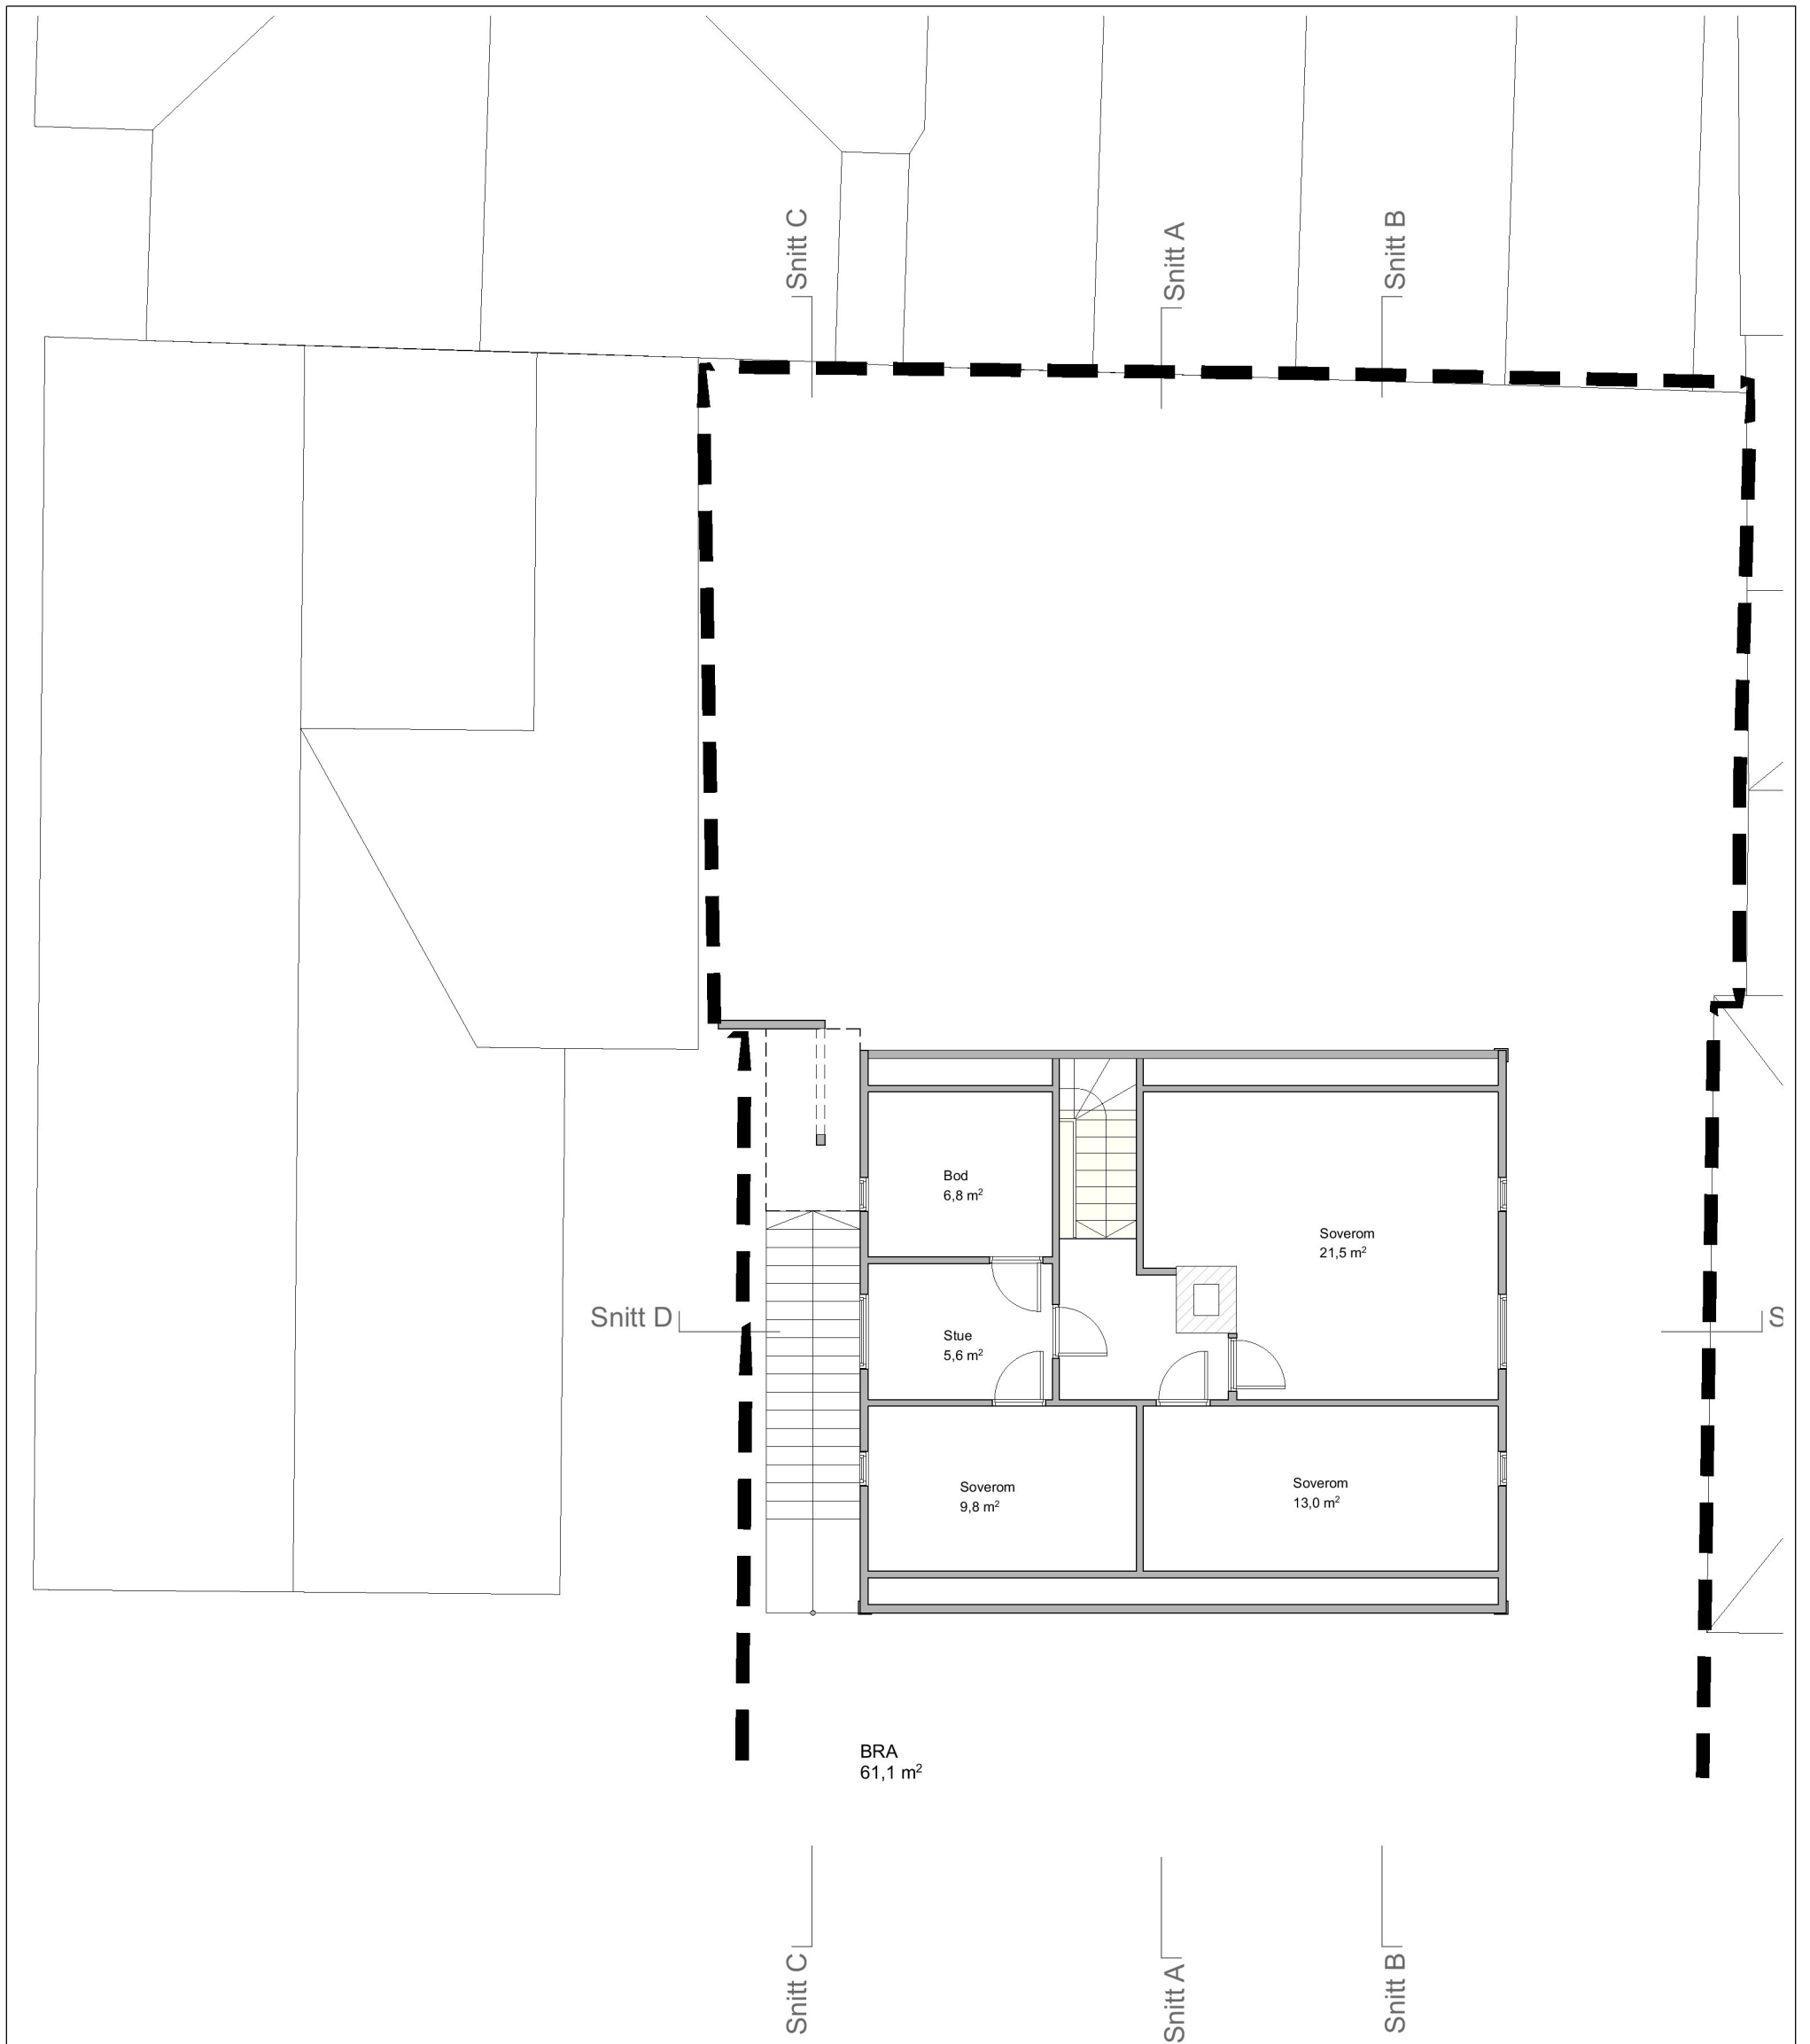 Snitt C
Snitt A
Snitt B
Bod
6,8 m²
Soverom
21,5 m²
Snitt D
S
Stue
5,6 m²
Soverom
9,8 m²
Soverom
13,0 m²
BRA
61,1 m²
Snitt C
Snitt A
Snitt B